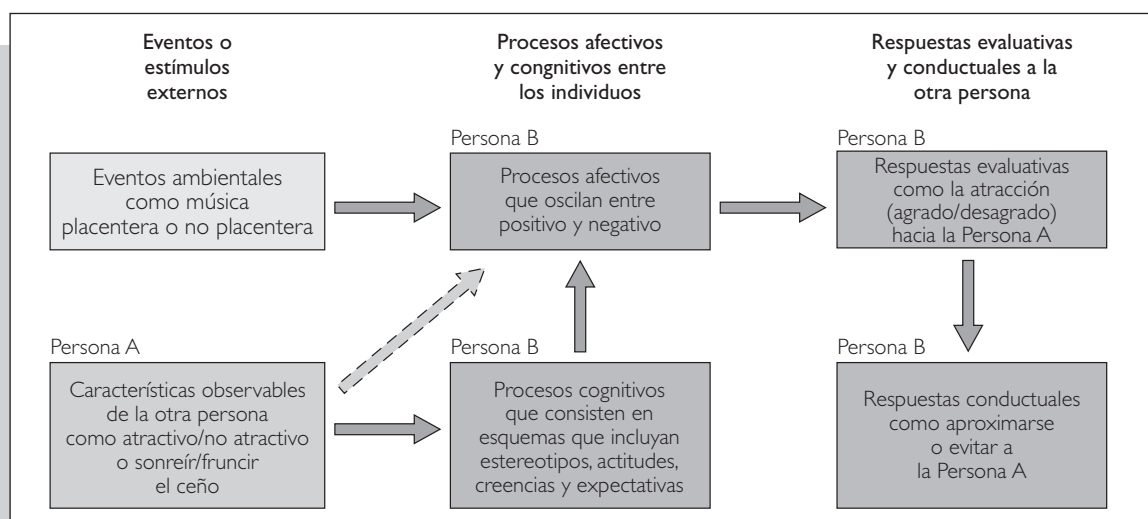 Eventos o
estímulos
externos
Procesos afectivos
y congnitivos entre
los individuos
Respuestas evaluativas
y conductuales a la
otra persona
Eventos ambientales
como música
placentera o no placentera
Persona B
Procesos afectivos
que oscilan entre
positivo y negativo
Persona B
Respuestas evaluativas
como la atracción
(agrado/desagrado)
hacia la Persona A
Persona A
Características observables
de la otra persona
como atractivo/no atractivo
o sonreír/fruncir
el ceño
Persona B
Procesos cognitivos
que consisten en
esquemas que incluyan
estereotipos, actitudes,
creencias y expectativas
Persona B
Respuestas conductuales
como aproximarse
o evitar a
la Persona A